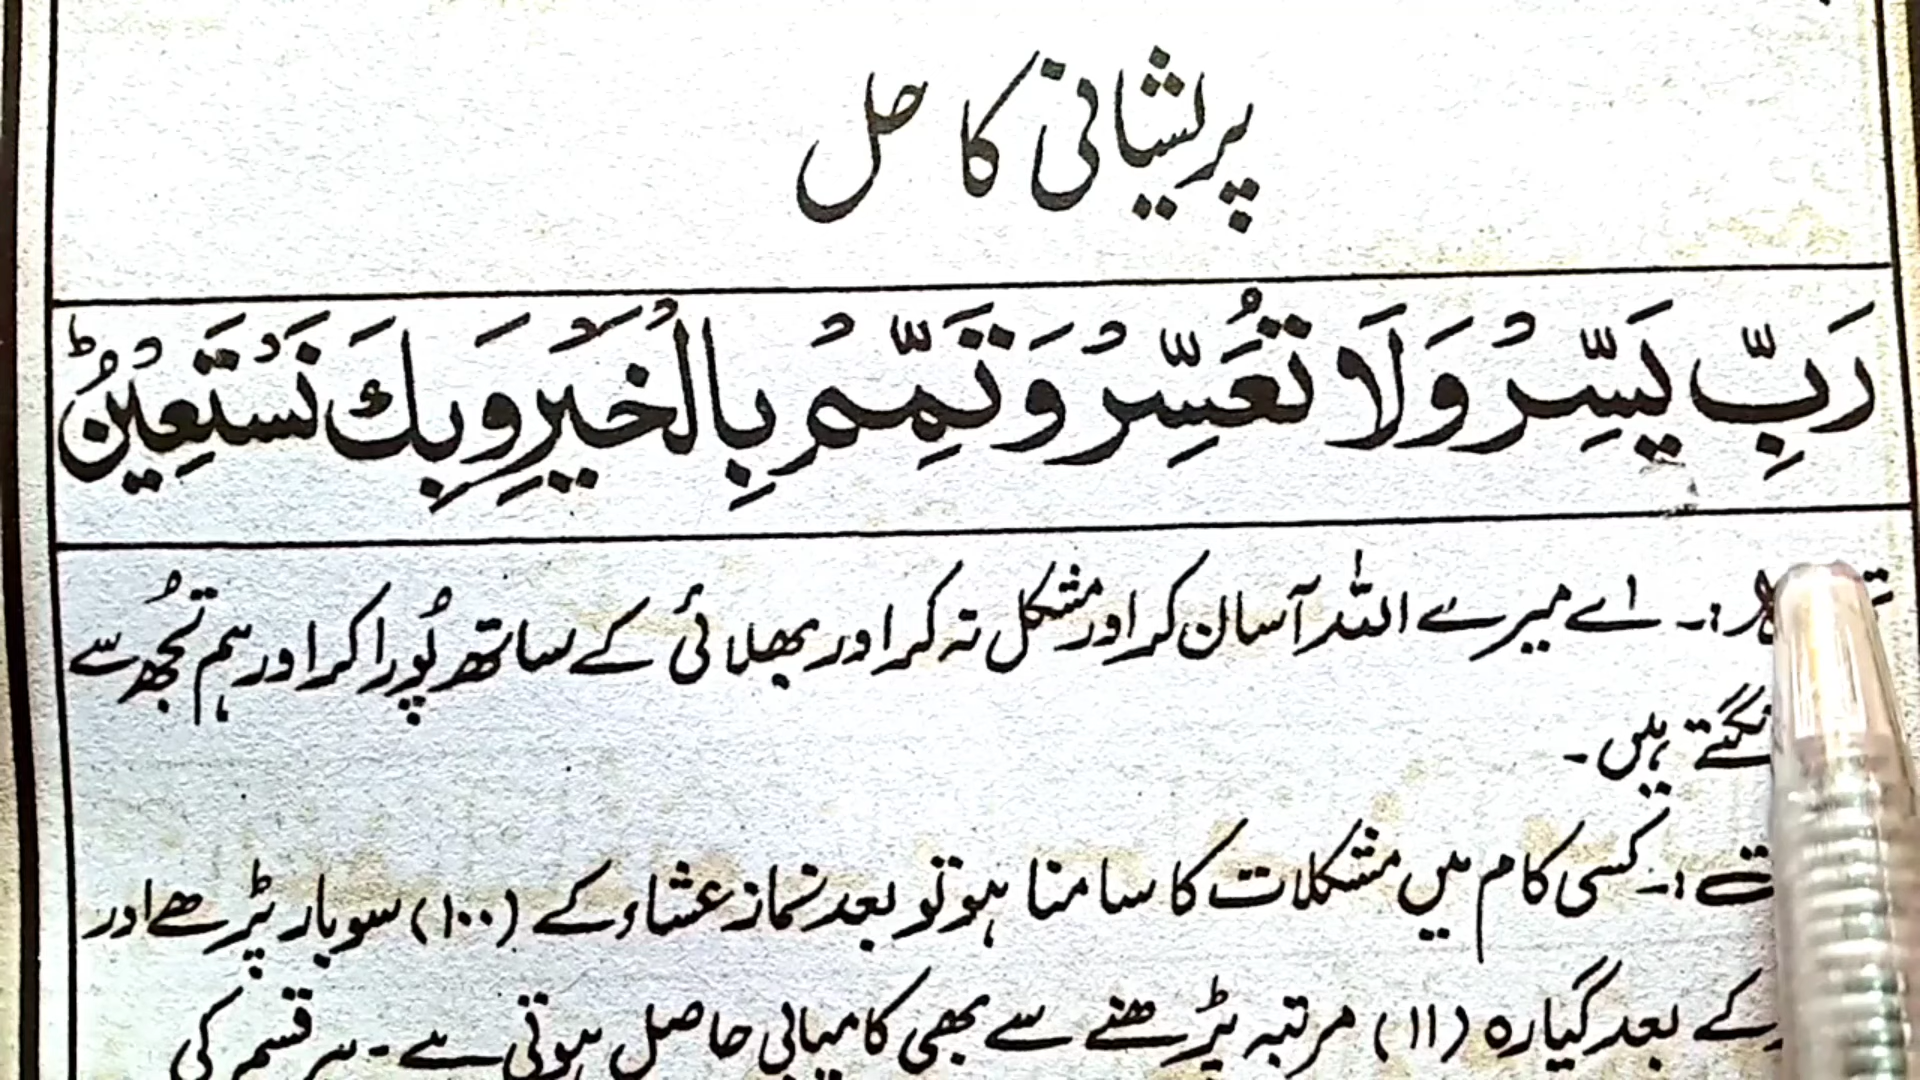 پریشانی کا حل
رَبِّ يَسِّرْ وَلَا تُعَسِّرْ وَتَمِّمْ بِالْخَيْرِ وَبِكَ نَسْتَعِيْنُ ؕ
:۔ اے میرے اللہ آسان کر اور مشکل نہ کر اور بھلائی کے ساتھ پُورا کر اور ہم تجُھ سے
ہیں ۔
:۔ کسی کام میں مشکلات کا سامنا ہو تو بعد نماز عشاء کے (۱۰۰) سو بار پڑھے اور
کے بعد گیارہ (۱۱) مرتبہ پڑھنے سے بھی کامیابی حاصل ہوتی ہے ۔ ہر قسم کی